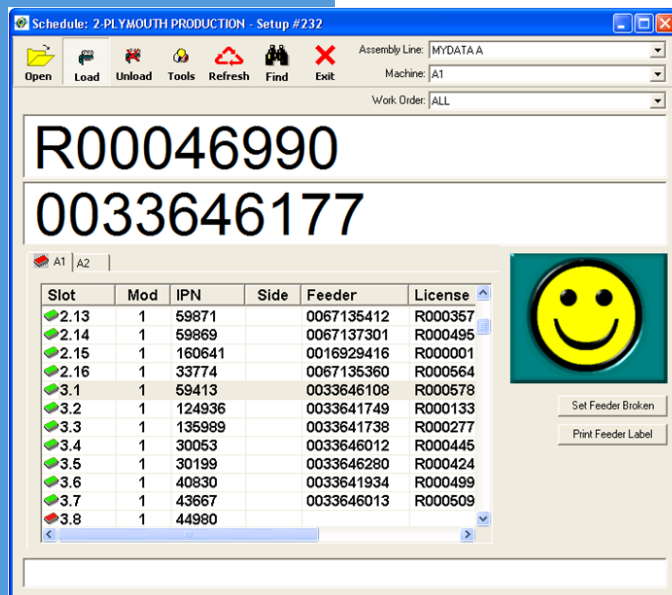 Schedule: 2-PLYMOUTH PRODUCTION - Setup #232
Open Load Unload Tools Refresh Find Exit
Assembly Line: MYDATA A
Machine: A1
Work Order: ALL
R00046990
0033646177
A1 A2
Slot Mod IPN Side Feeder License
2.13 1 59871 0067135412 R000357
2.14 1 59869 0067137301 R000495
2.15 1 160641 0016929416 R000001
2.16 1 33774 0067135360 R000564
3.1 1 59413 0033646108 R000578
3.2 1 124936 0033641749 R000133
3.3 1 135989 0033641738 R000277
3.4 1 30053 0033646012 R000445
3.5 1 30199 0033646280 R000424
3.6 1 40830 0033641934 R000499
3.7 1 43667 0033646013 R000509
3.8 1 44980
Set Feeder Broken
Print Feeder Label